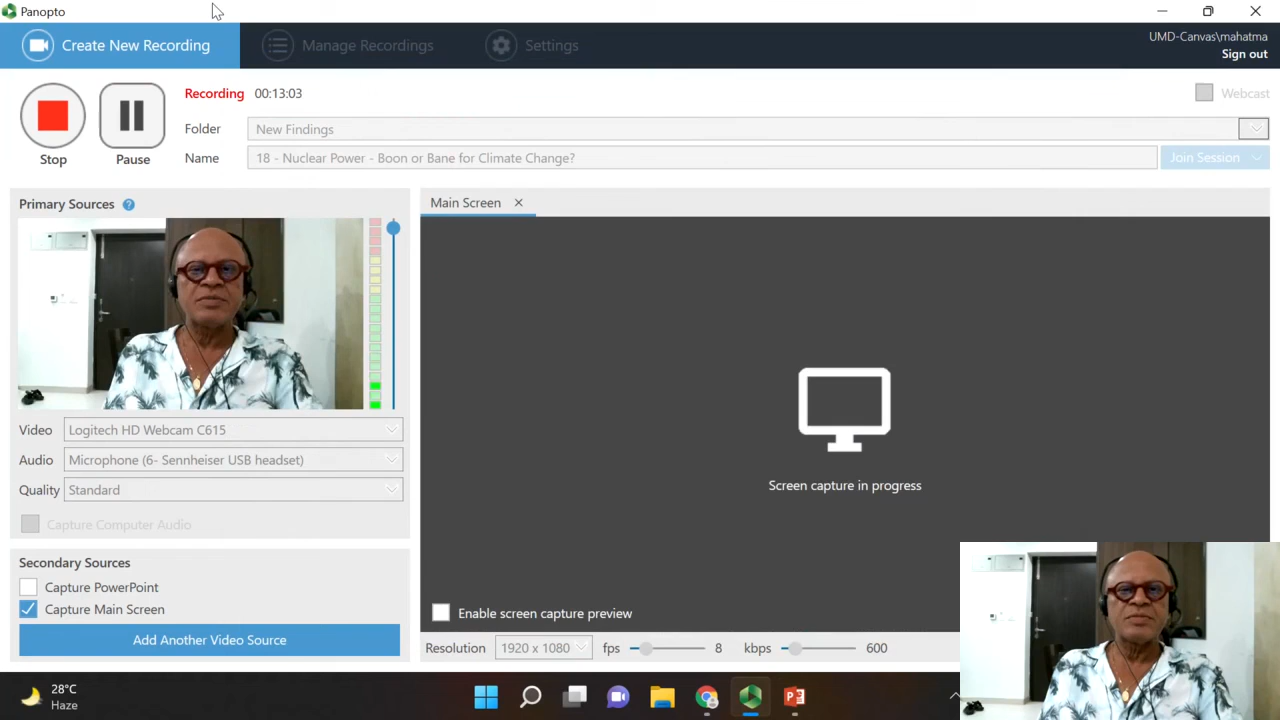 Panopto
Create New Recording
Manage Recordings
Settings
UMD-Canvas\mahatma
Sign out
Recording 00:13:03
Webcast
Stop
Pause
Folder New Findings
Name 18 - Nuclear Power - Boon or Bane for Climate Change?
Join Session
Primary Sources ?
Main Screen
Video Logitech HD Webcam C615
Audio Microphone (6- Sennheiser USB headset)
Quality Standard
Capture Computer Audio
Screen capture in progress
Secondary Sources
Capture PowerPoint
Capture Main Screen
Add Another Video Source
Enable screen capture preview
Resolution 1920 x 1080 fps 8 kbps 600
28°C
Haze